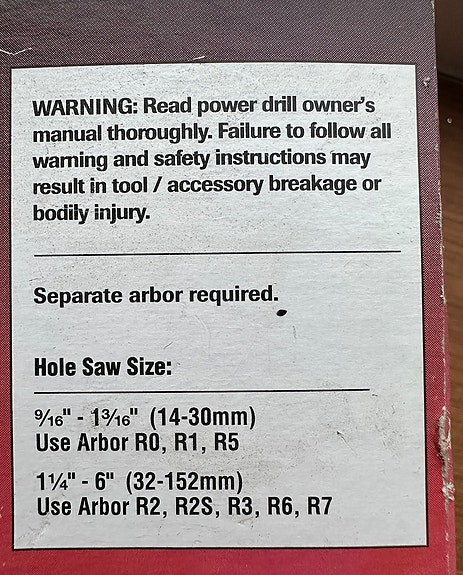 WARNING: Read power drill owner's
manual thoroughly. Failure to follow all
warning and safety instructions may
result in tool / accessory breakage or
bodily injury.
Separate arbor required.
Hole Saw Size:
9/16" - 13/16" (14-30mm)
Use Arbor R0, R1, R5
1¼" - 6" (32-152mm)
Use Arbor R2, R2S, R3, R6, R7